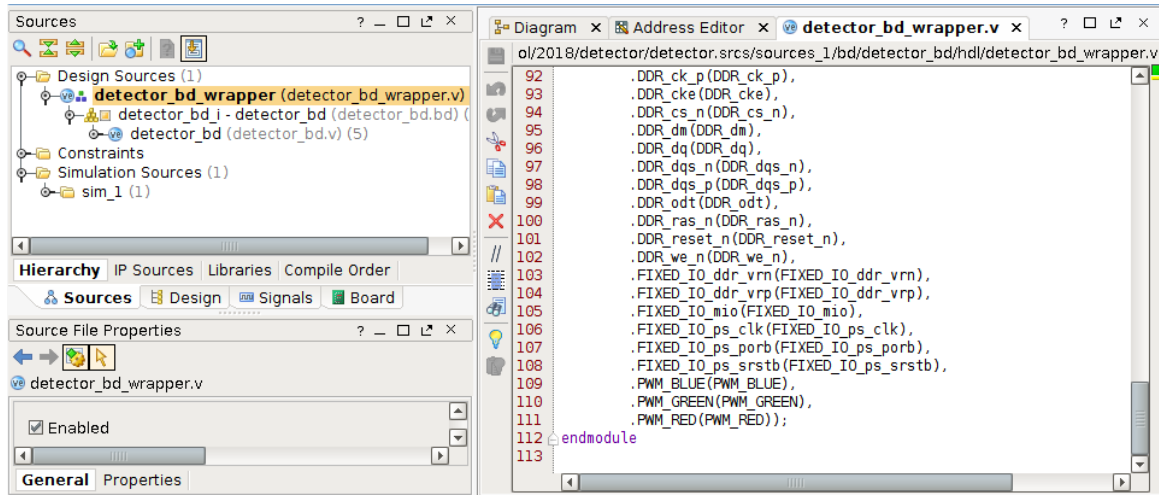 Sources
Design Sources (1)
detector_bd_wrapper (detector_bd_wrapper.v)
detector_bd_i - detector_bd (detector_bd.bd) (
detector_bd (detector_bd.v) (5)
Constraints
Simulation Sources (1)
sim_1 (1)
Hierarchy IP Sources Libraries Compile Order
Sources Design Signals Board
Source File Properties
detector_bd_wrapper.v
Enabled
General Properties
Diagram Address Editor detector_bd_wrapper.v
ol/2018/detector/detector.srcs/sources_1/bd/detector_bd/hdl/detector_bd_wrapper.v
92 .DDR_ck_p(DDR_ck_p),
93 .DDR_cke(DDR_cke),
94 .DDR_cs_n(DDR_cs_n),
95 .DDR_dm(DDR_dm),
96 .DDR_dq(DDR_dq),
97 .DDR_dqs_n(DDR_dqs_n),
98 .DDR_dqs_p(DDR_dqs_p),
99 .DDR_odt(DDR_odt),
100 .DDR_ras_n(DDR_ras_n),
101 .DDR_reset_n(DDR_reset_n),
102 .DDR_we_n(DDR_we_n),
103 .FIXED_IO_ddr_vrn(FIXED_IO_ddr_vrn),
104 .FIXED_IO_ddr_vrp(FIXED_IO_ddr_vrp),
105 .FIXED_IO_mio(FIXED_IO_mio),
106 .FIXED_IO_ps_clk(FIXED_IO_ps_clk),
107 .FIXED_IO_ps_porb(FIXED_IO_ps_porb),
108 .FIXED_IO_ps_srstb(FIXED_IO_ps_srstb),
109 .PWM_BLUE(PWM_BLUE),
110 .PWM_GREEN(PWM_GREEN),
111 .PWM_RED(PWM_RED));
112 endmodule
113